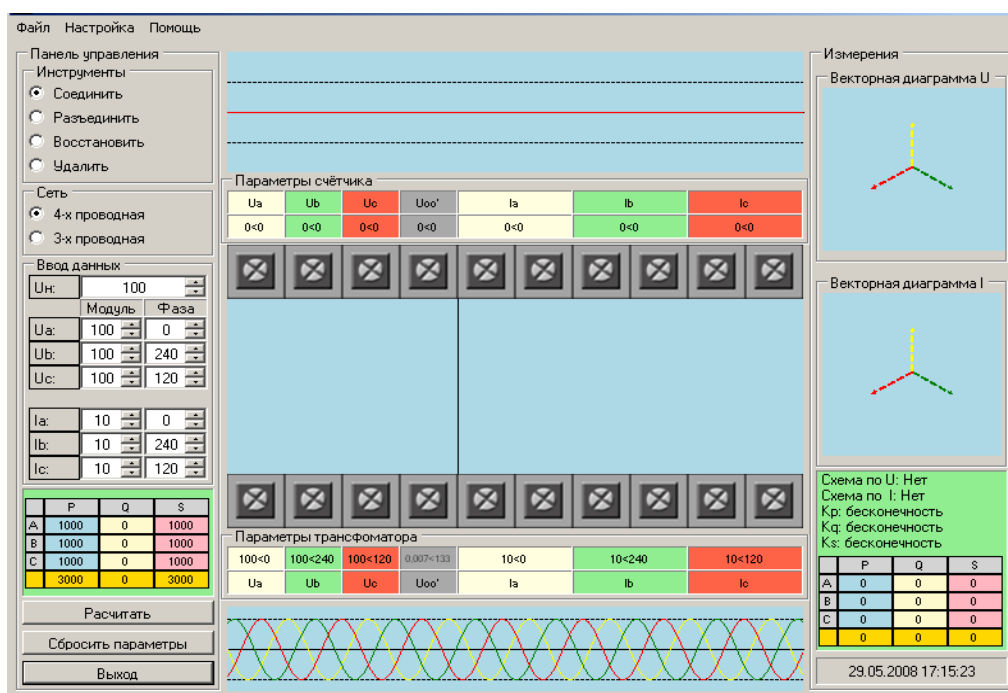 Файл Настройка Помощь
Панель управления
Инструменты
Соединить
Разъединить
Восстановить
Удалить
Сеть
4-х проводная
3-х проводная
Ввод данных
Uн: 100
Модуль Фаза
Ua: 100 0
Ub: 100 240
Uc: 100 120
Ia: 10 0
Ib: 10 240
Ic: 10 120
P Q S
A 1000 0 1000
B 1000 0 1000
C 1000 0 1000
3000 0 3000
Расчитать
Сбросить параметры
Выход
Параметры счётчика
Ua Ub Uc Uoo' Ia Ib Ic
0<0 0<0 0<0 0<0 0<0 0<0 0<0
Параметры трансфоматора
100<0 100<240 100<120 0,007<133 10<0 10<240 10<120
Ua Ub Uc Uoo' Ia Ib Ic
Измерения
Векторная диаграмма U
Векторная диаграмма I
Схема по U: Нет
Схема по I: Нет
Kp: бесконечность
Kq: бесконечность
Ks: бесконечность
P Q S
A 0 0 0
B 0 0 0
C 0 0 0
0 0 0
29.05.2008 17:15:23